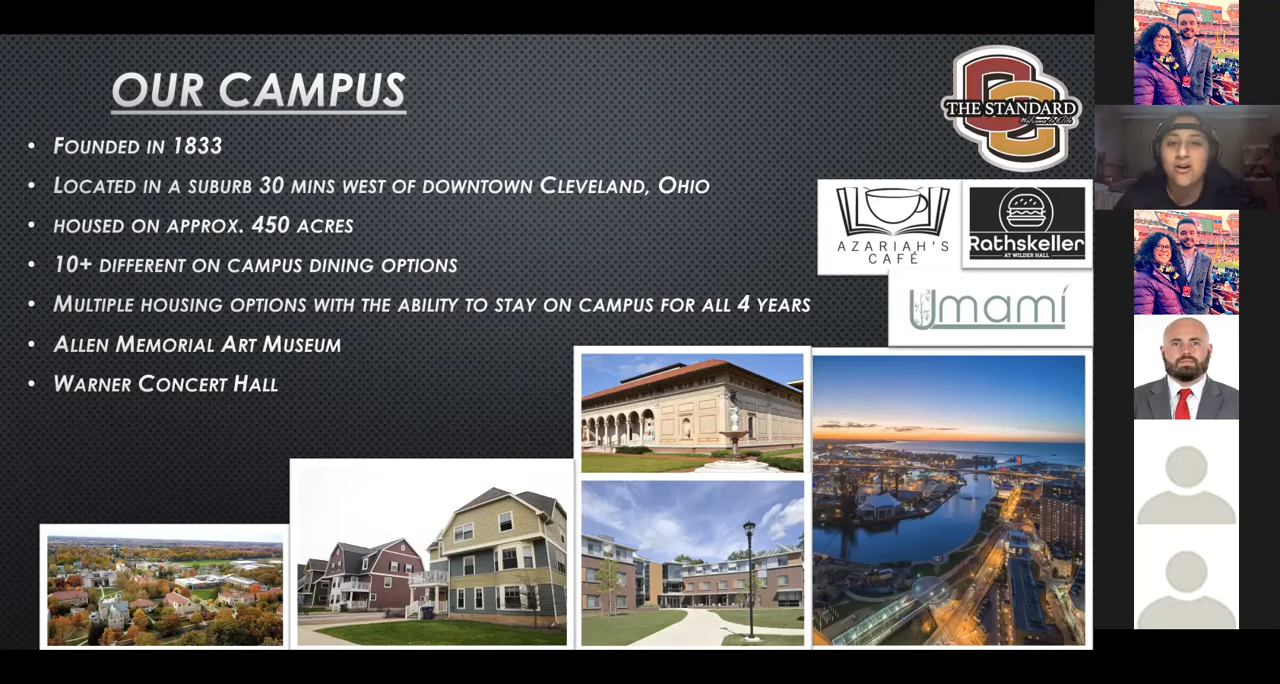 OUR CAMPUS
THE STANDARD
• FOUNDED IN 1833
• LOCATED IN A SUBURB 30 MINS WEST OF DOWNTOWN CLEVELAND, OHIO
• HOUSED ON APPROX. 450 ACRES
• 10+ DIFFERENT ON CAMPUS DINING OPTIONS
• MULTIPLE HOUSING OPTIONS WITH THE ABILITY TO STAY ON CAMPUS FOR ALL 4 YEARS
• ALLEN MEMORIAL ART MUSEUM
• WARNER CONCERT HALL
AZARIAH'S
CAFÉ
Rathskeller
AT WILDER HALL
Umami